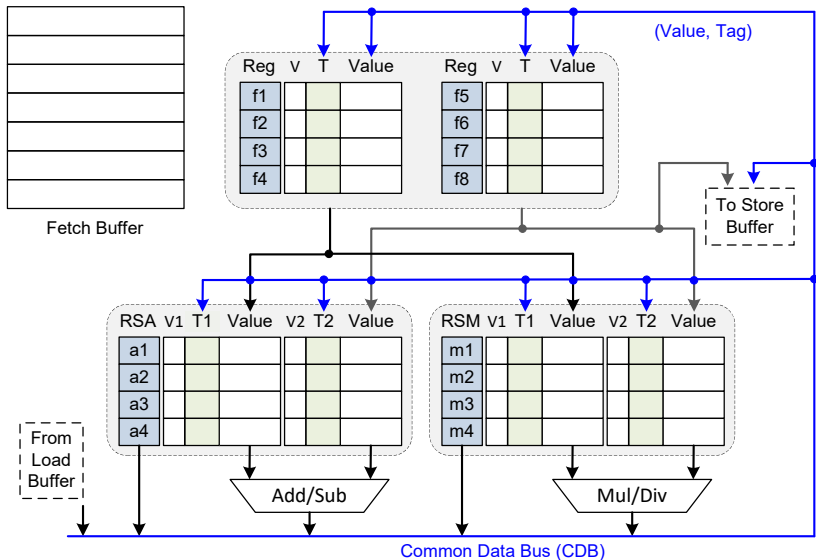 (Value, Tag)
Reg V T Value Reg V T Value
f1 f5
f2 f6
f3 f7
f4 f8
Fetch Buffer
To Store
Buffer
RSA V1 T1 Value V2 T2 Value RSM V1 T1 Value V2 T2 Value
a1 m1
a2 m2
a3 m3
a4 m4
From
Load
Buffer
Add/Sub Mul/Div
Common Data Bus (CDB)